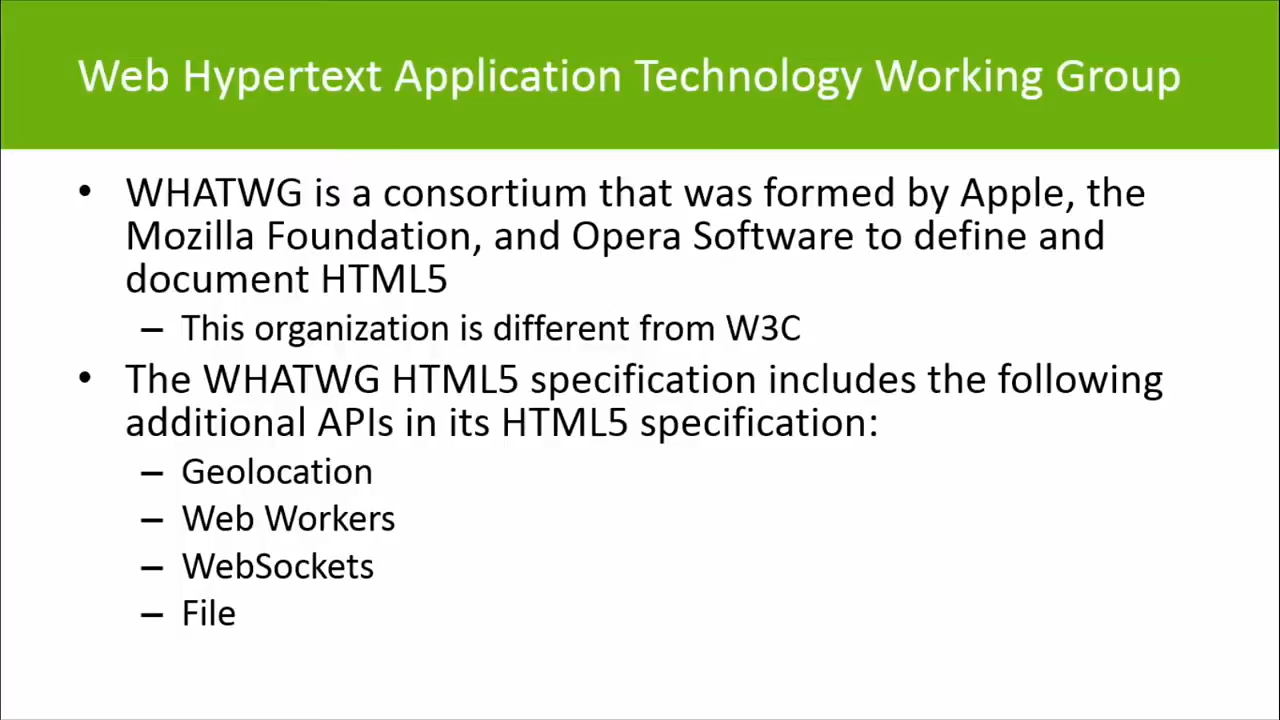 Web Hypertext Application Technology Working Group
• WHATWG is a consortium that was formed by Apple, the
Mozilla Foundation, and Opera Software to define and
document HTML5
– This organization is different from W3C
• The WHATWG HTML5 specification includes the following
additional APIs in its HTML5 specification:
– Geolocation
– Web Workers
– WebSockets
– File